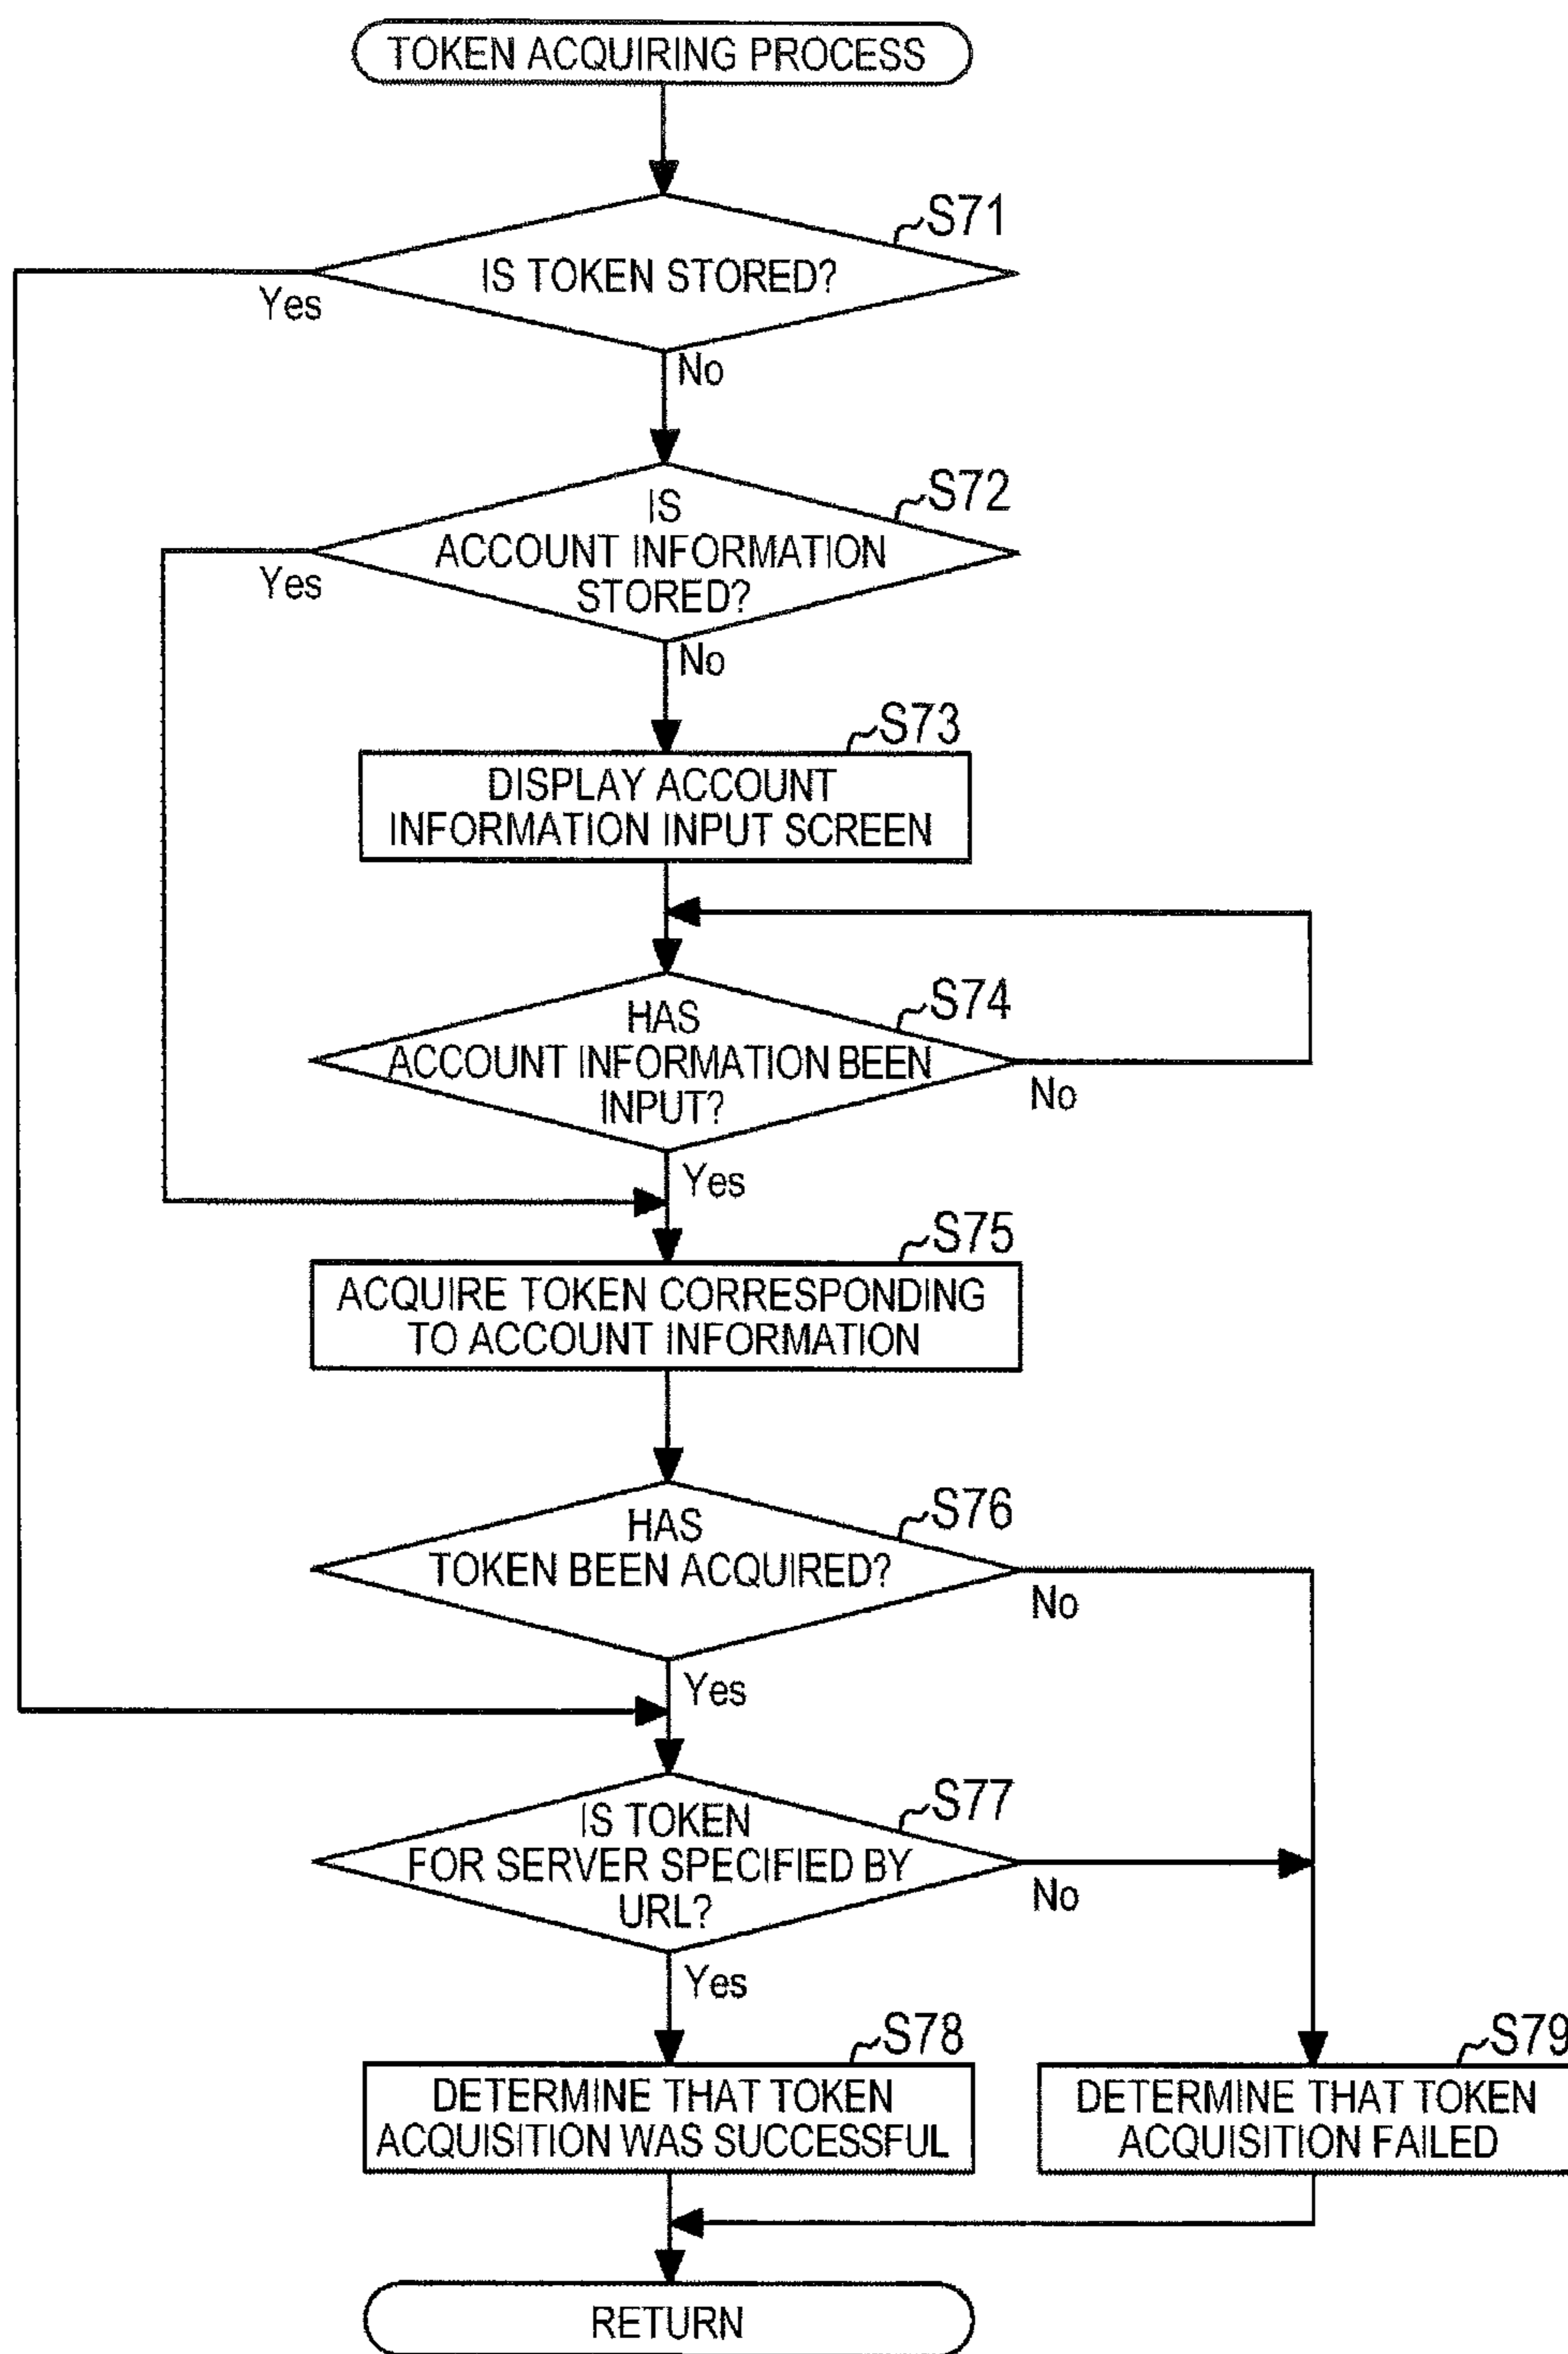 TOKEN ACQUIRING PROCESS
S71
IS TOKEN STORED?
Yes
No
S72
IS
ACCOUNT INFORMATION
STORED?
Yes
No
S73
DISPLAY ACCOUNT
INFORMATION INPUT SCREEN
S74
HAS
ACCOUNT INFORMATION BEEN
INPUT?
No
Yes
S75
ACQUIRE TOKEN CORRESPONDING
TO ACCOUNT INFORMATION
S76
HAS
TOKEN BEEN ACQUIRED?
No
Yes
S77
IS TOKEN
FOR SERVER SPECIFIED BY
URL?
No
Yes
S78
DETERMINE THAT TOKEN
ACQUISITION WAS SUCCESSFUL
S79
DETERMINE THAT TOKEN
ACQUISITION FAILED
RETURN